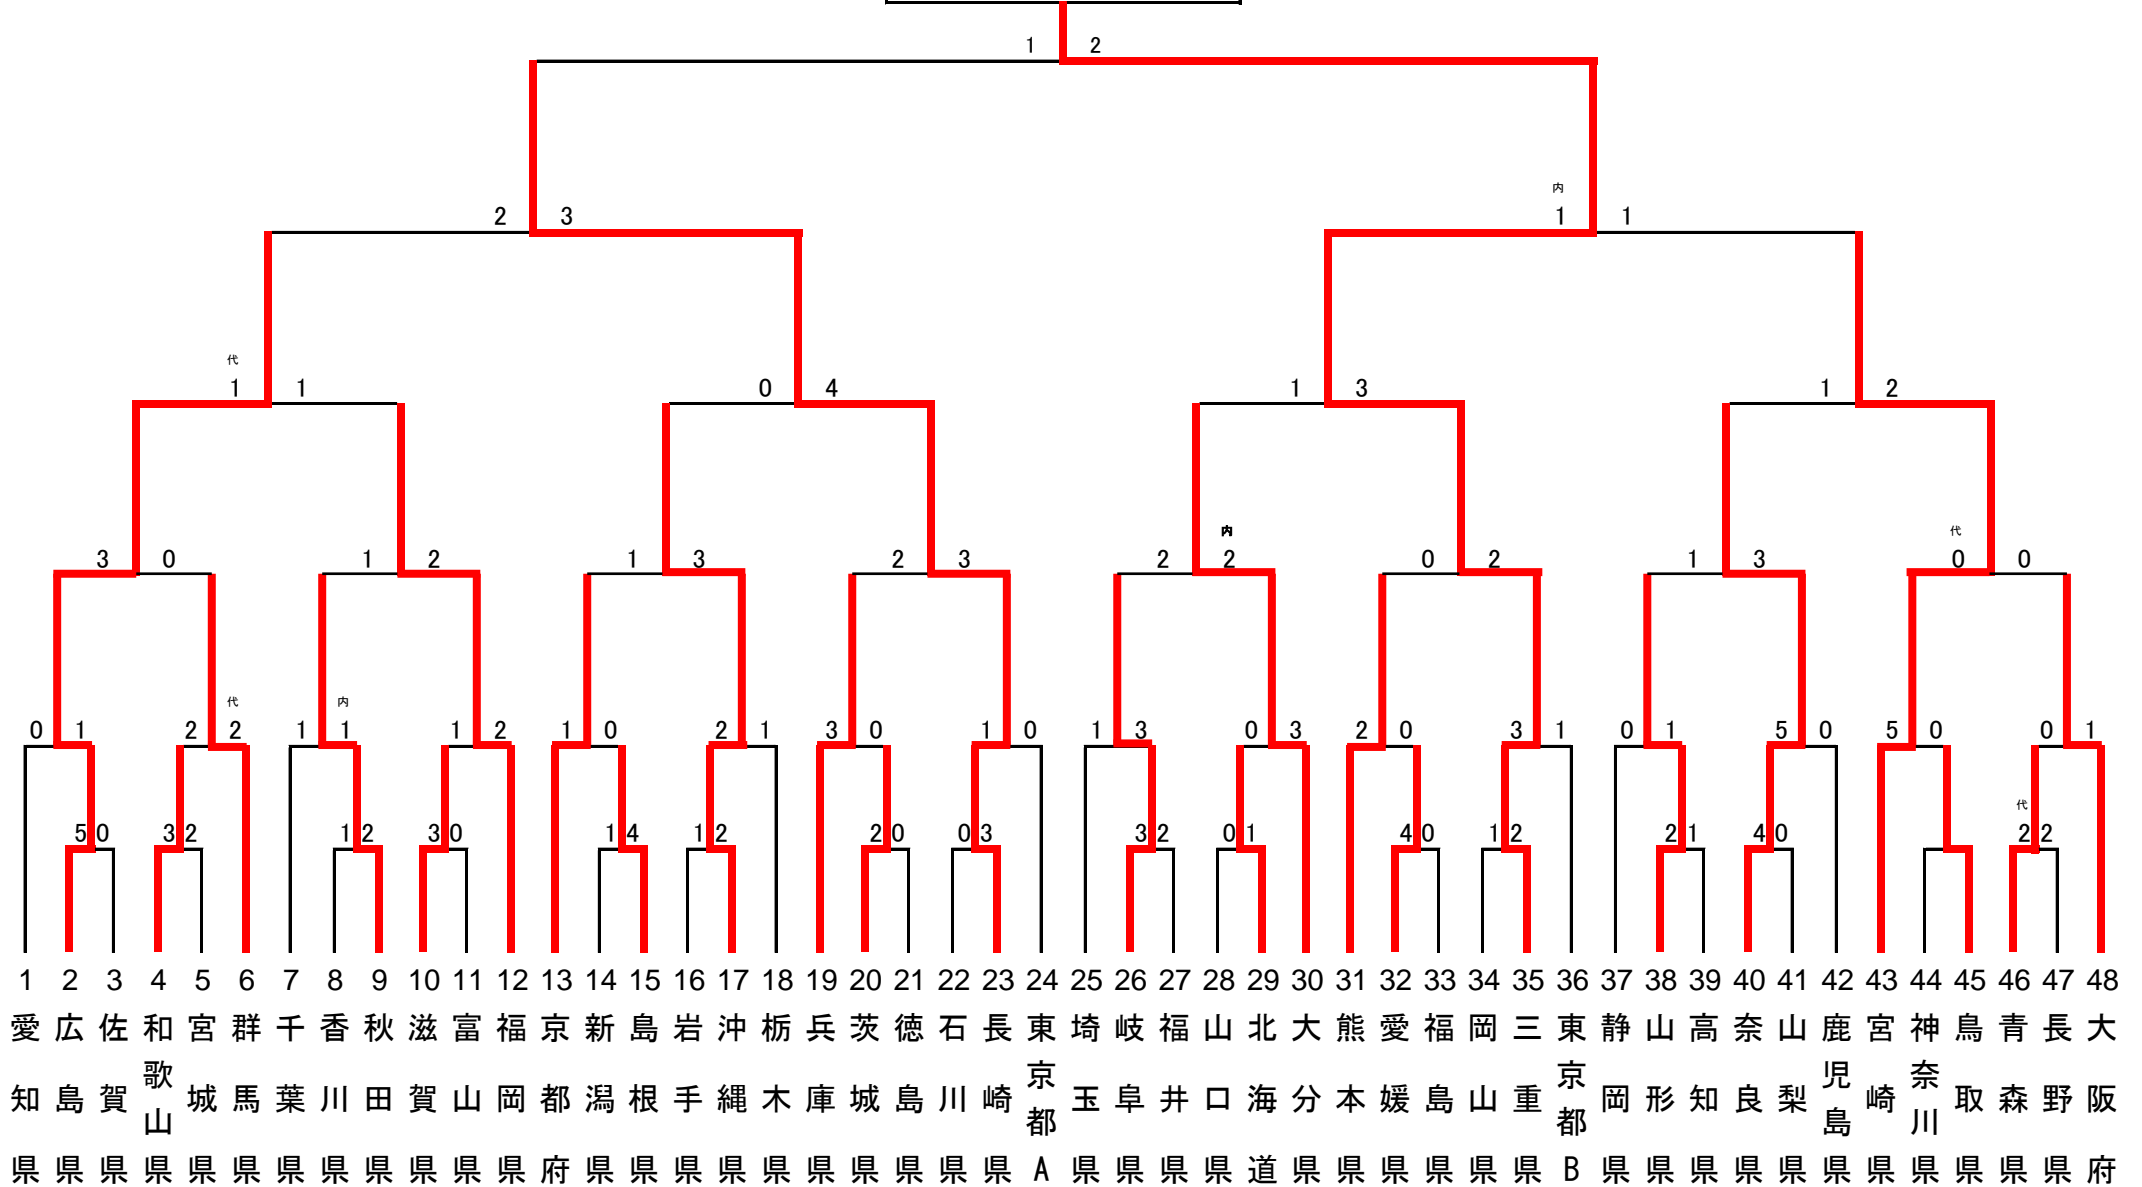 1 2
内
2 3 1 1
代
1 1 0 4 1 3 1 2
内 代
3 0 1 2 1 3 2 3 2 2 0 2 1 3 0 0
代 内
0 1 2 2 1 1 1 2 1 0 2 1 3 0 1 0 1 3 0 3 2 0 3 1 0 1 5 0 5 0 0 1
代
5 0 3 2 1 2 3 0 1 4 1 2 2 0 0 3 3 2 0 1 4 0 1 2 2 1 4 0 2 2
1 2 3 4 5 6 7 8 9 10 11 12 13 14 15 16 17 18 19 20 21 22 23 24 25 26 27 28 29 30 31 32 33 34 35 36 37 38 39 40 41 42 43 44 45 46 47 48
愛知県
広島県
佐賀県
和歌山県
宮城県
群馬県
千葉県
香川県
秋田県
滋賀県
富山県
福岡県
京都府
新潟県
島根県
岩手県
沖縄県
栃木県
兵庫県
茨城県
徳島県
石川県
長崎県
東京都A
埼玉県
岐阜県
福井県
山口県
北海道
大分県
熊本県
愛媛県
福島県
岡山県
三重県
東京都B
静岡県
山形県
高知県
奈良県
山梨県
鹿児島県
宮崎県
神奈川県
鳥取県
青森県
長野県
大阪府